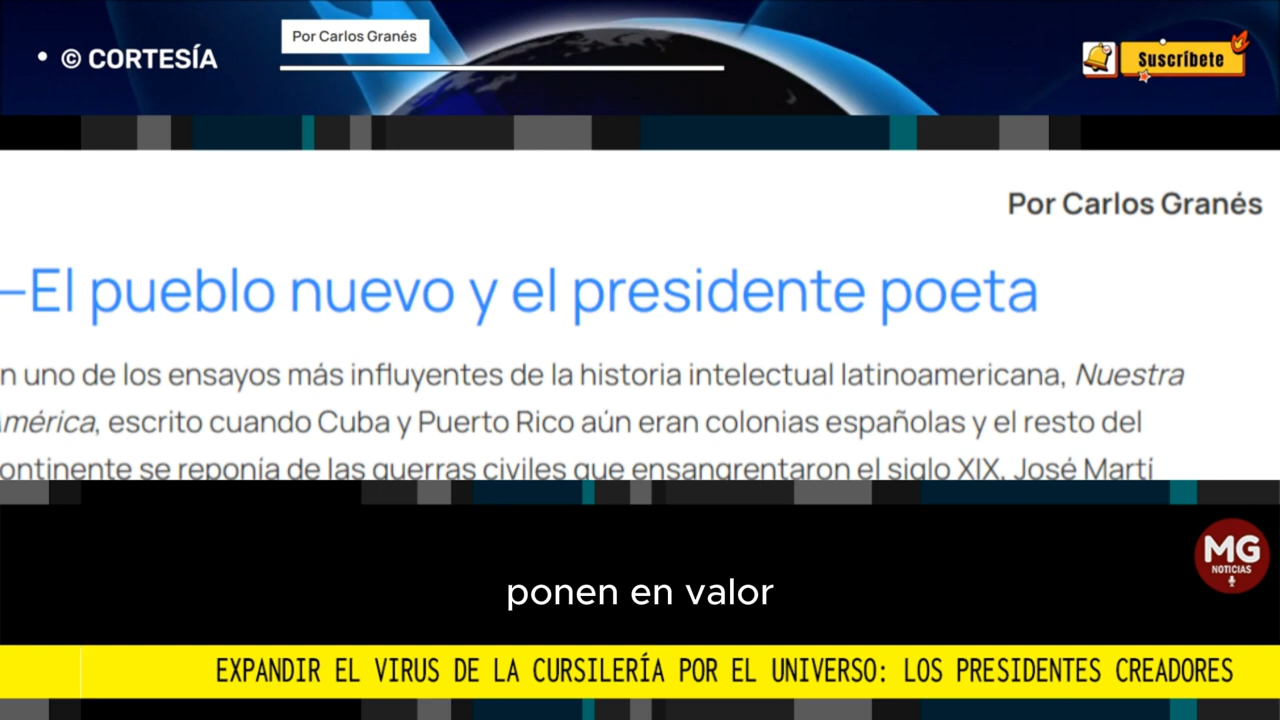 Por Carlos Granés
• © CORTESÍA
Suscríbete
Por Carlos Granés
–El pueblo nuevo y el presidente poeta
n uno de los ensayos más influyentes de la historia intelectual latinoamericana, Nuestra
mérica, escrito cuando Cuba y Puerto Rico aún eran colonias españolas y el resto del
ontinente se reponía de las guerras civiles que ensangrentaron el siglo XIX, José Martí
MG
NOTICIAS
ponen en valor
EXPANDIR EL VIRUS DE LA CURSILERÍA POR EL UNIVERSO: LOS PRESIDENTES CREADORES